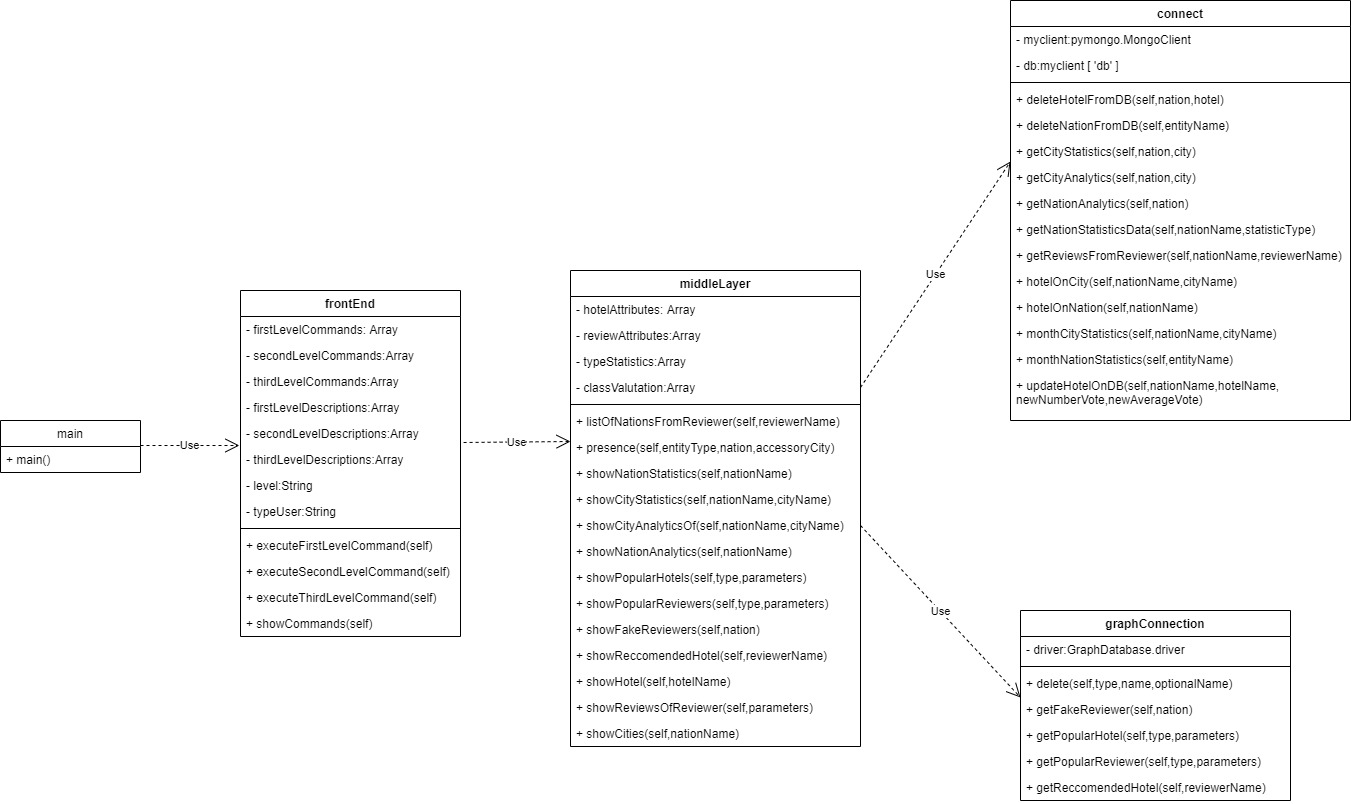 main
+ main()
Use
frontEnd
- firstLevelCommands: Array
- secondLevelCommands:Array
- thirdLevelCommands:Array
- firstLevelDescriptions:Array
- secondLevelDescriptions:Array
- thirdLevelDescriptions:Array
- level:String
- typeUser:String
+ executeFirstLevelCommand(self)
+ executeSecondLevelCommand(self)
+ executeThirdLevelCommand(self)
+ showCommands(self)
Use
middleLayer
- hotelAttributes: Array
- reviewAttributes:Array
- typeStatistics:Array
- classValutation:Array
+ listOfNationsFromReviewer(self,reviewerName)
+ presence(self,entityType,nation,accessoryCity)
+ showNationStatistics(self,nationName)
+ showCityStatistics(self,nationName,cityName)
+ showCityAnalyticsOf(self,nationName,cityName)
+ showNationAnalytics(self,nationName)
+ showPopularHotels(self,type,parameters)
+ showPopularReviewers(self,type,parameters)
+ showFakeReviewers(self,nation)
+ showReccomendedHotel(self,reviewerName)
+ showHotel(self,hotelName)
+ showReviewsOfReviewer(self,parameters)
+ showCities(self,nationName)
Use
connect
- myclient:pymongo.MongoClient
- db:myclient [ 'db' ]
+ deleteHotelFromDB(self,nation,hotel)
+ deleteNationFromDB(self,entityName)
+ getCityStatistics(self,nation,city)
+ getCityAnalytics(self,nation,city)
+ getNationAnalytics(self,nation)
+ getNationStatisticsData(self,nationName,statisticType)
+ getReviewsFromReviewer(self,nationName,reviewerName)
+ hotelOnCity(self,nationName,cityName)
+ hotelOnNation(self,nationName)
+ monthCityStatistics(self,nationName,cityName)
+ monthNationStatistics(self,entityName)
+ updateHotelOnDB(self,nationName,hotelName,
newNumberVote,newAverageVote)
Use
graphConnection
- driver:GraphDatabase.driver
+ delete(self,type,name,optionalName)
+ getFakeReviewer(self,nation)
+ getPopularHotel(self,type,parameters)
+ getPopularReviewer(self,type,parameters)
+ getReccomendedHotel(self,reviewerName)